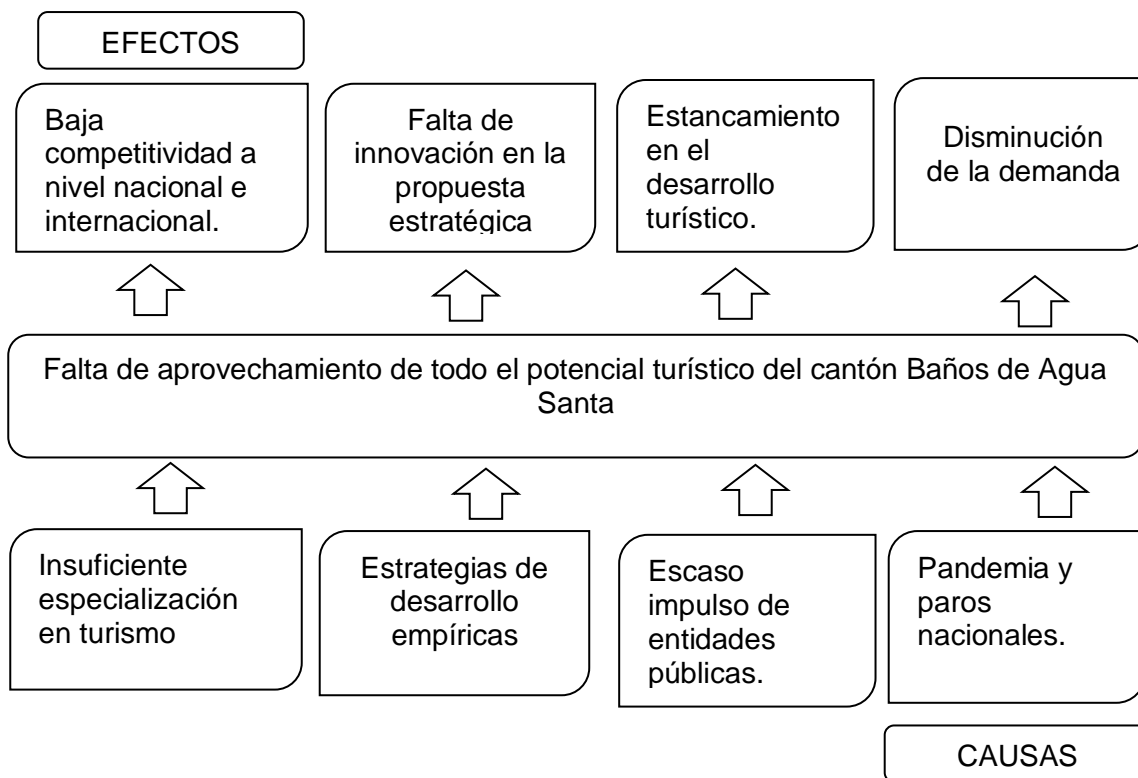 EFECTOS
Baja
competitividad a
nivel nacional e
internacional.
Falta de
innovación en la
propuesta
estratégica
Estancamiento
en el
desarrollo
turístico.
Disminución
de la demanda
Falta de aprovechamiento de todo el potencial turístico del cantón Baños de Agua
Santa
Insuficiente
especialización
en turismo
Estrategias de
desarrollo
empíricas
Escaso
impulso de
entidades
públicas.
Pandemia y
paros
nacionales.
CAUSAS